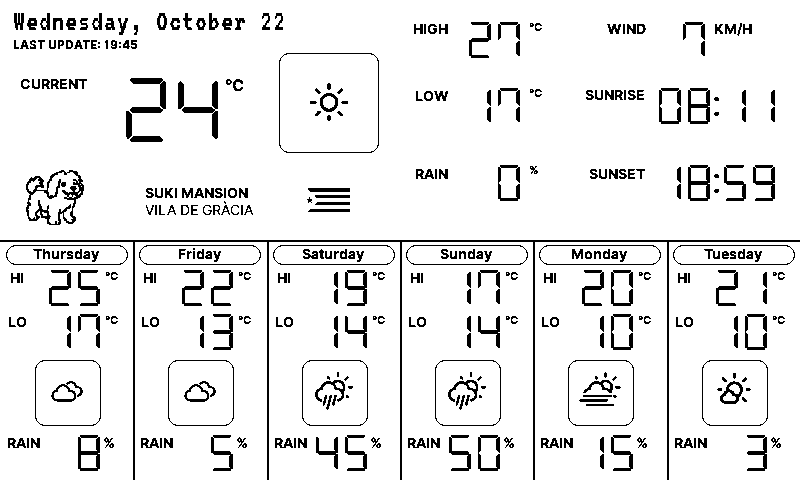 Wednesday, October 22
LAST UPDATE: 19:45
CURRENT 24 °C
SUKI MANSION
VILA DE GRÀCIA
HIGH 27 °C
LOW 17 °C
RAIN 0 %
WIND 7 KM/H
SUNRISE 08:11
SUNSET 18:59
Thursday
HI 25 °C
LO 17 °C
RAIN 8 %
Friday
HI 22 °C
LO 13 °C
RAIN 5 %
Saturday
HI 19 °C
LO 14 °C
RAIN 45 %
Sunday
HI 17 °C
LO 14 °C
RAIN 50 %
Monday
HI 20 °C
LO 10 °C
RAIN 15 %
Tuesday
HI 21 °C
LO 10 °C
RAIN 3 %